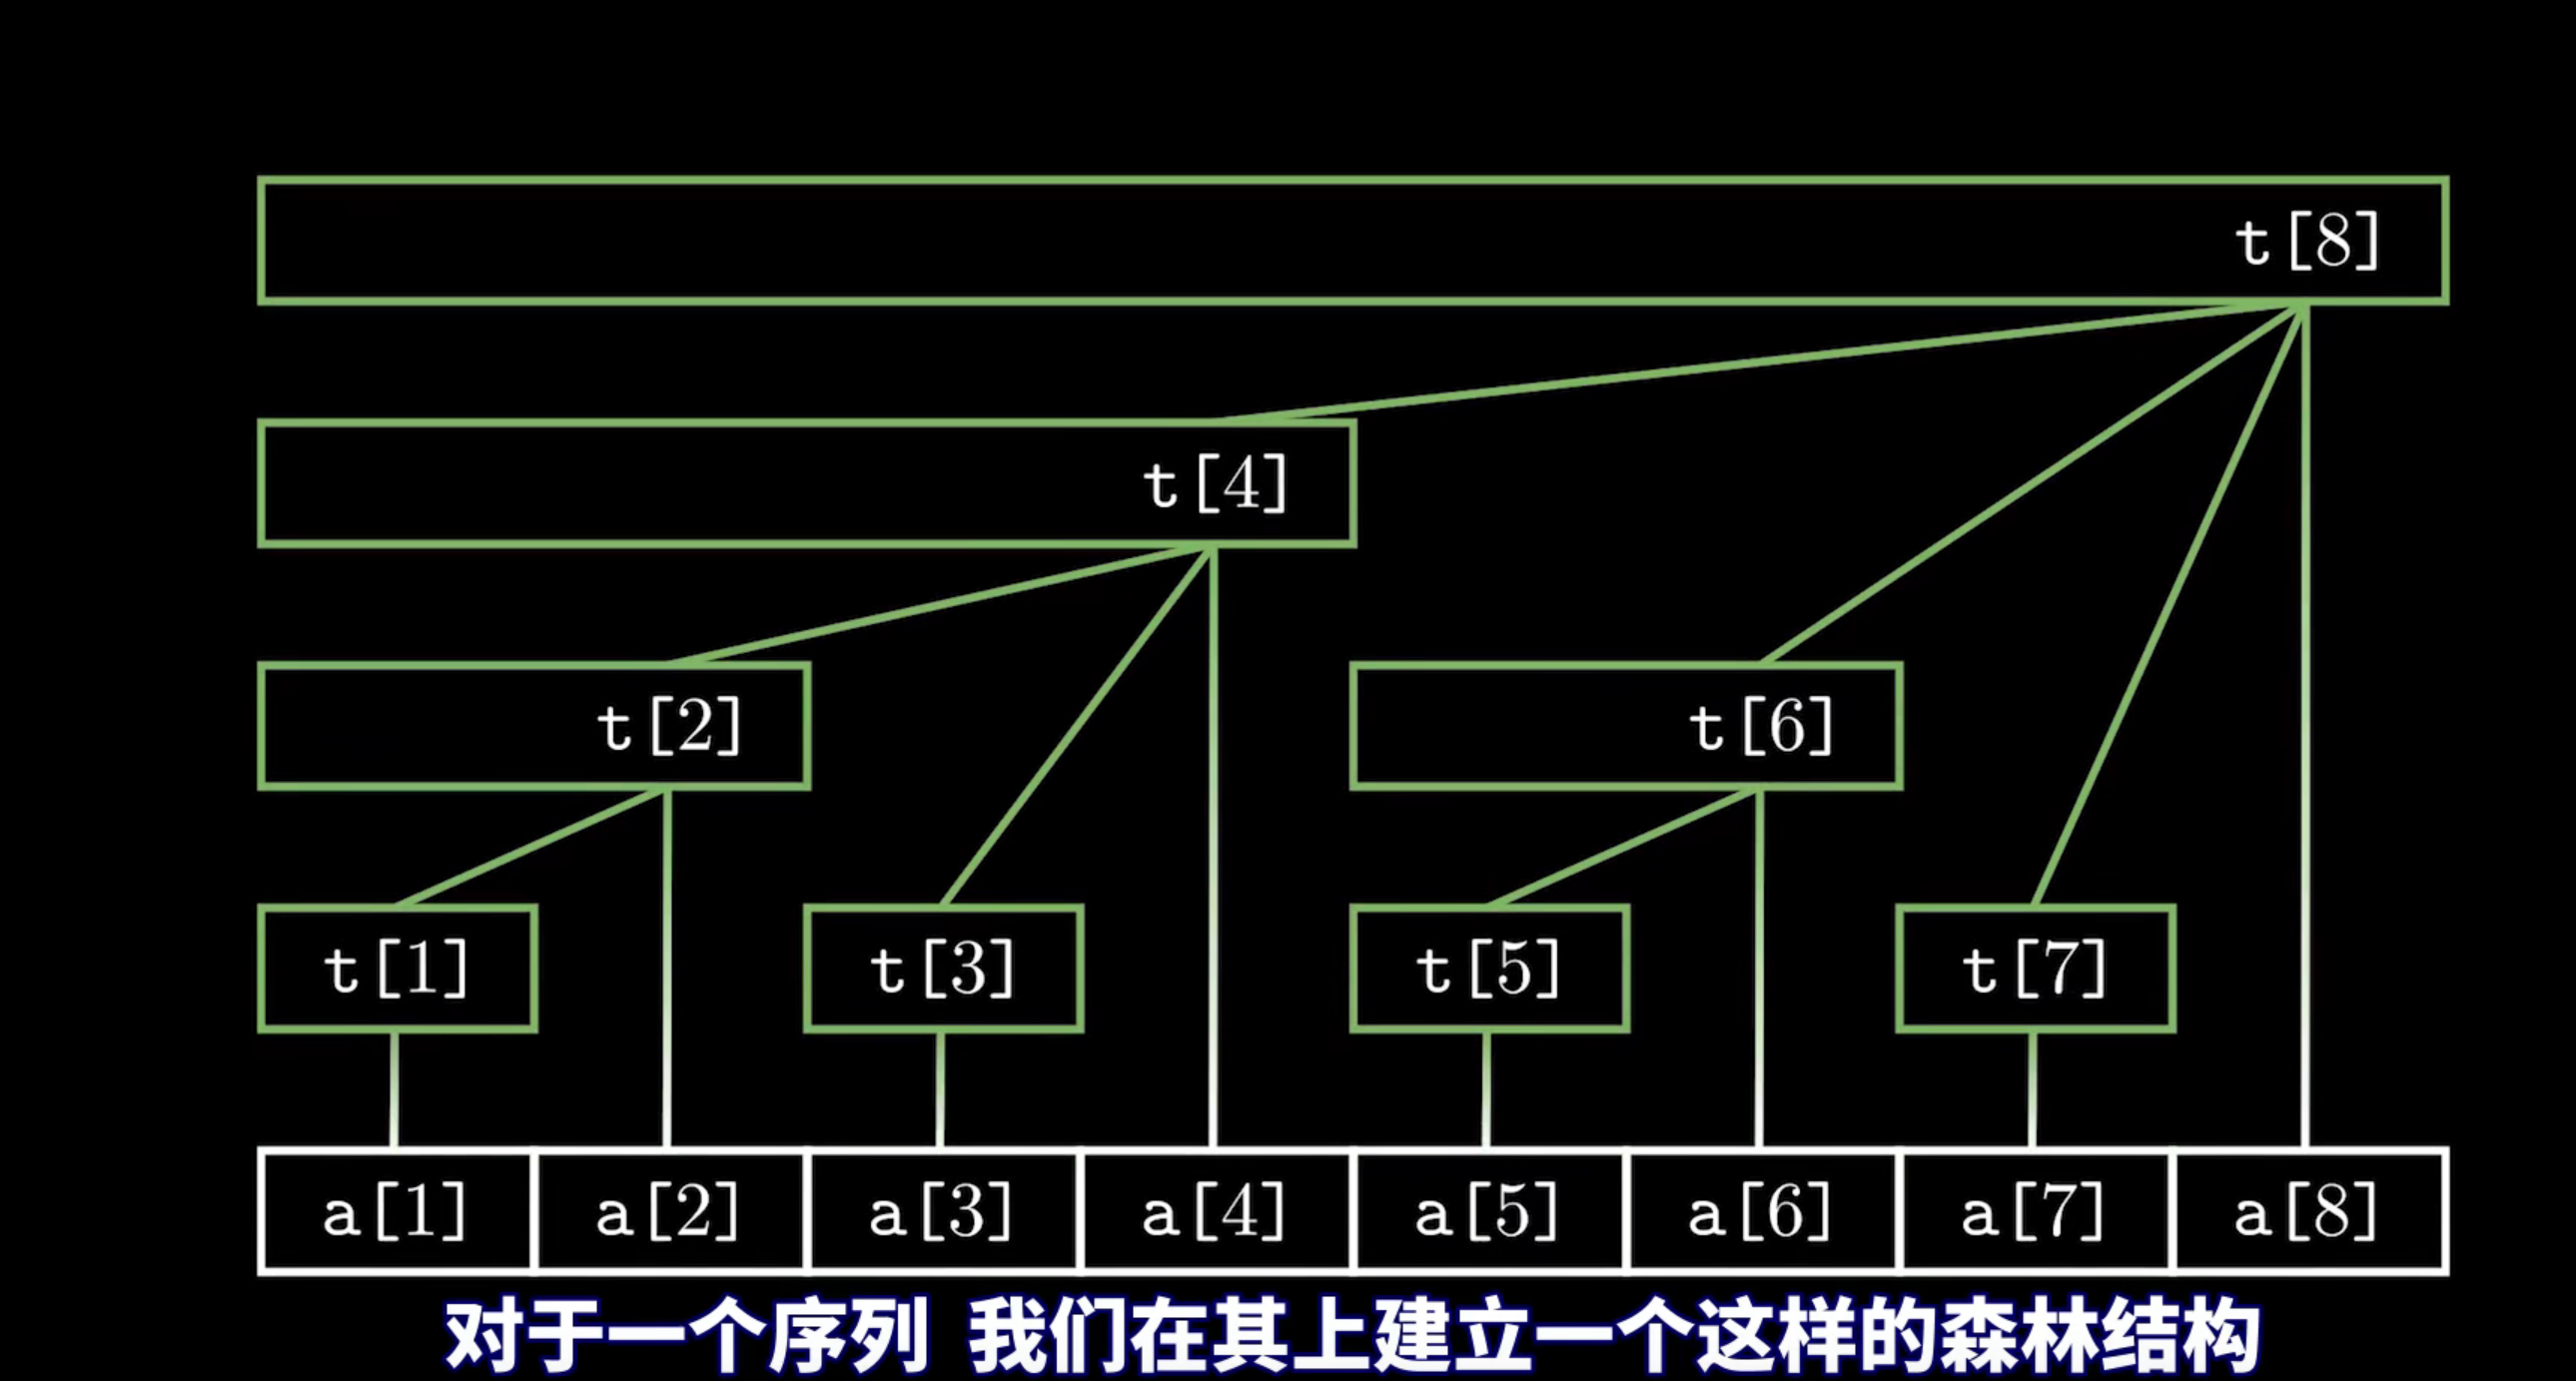 t[8]
t[4]
t[2] t[6]
t[1] t[3] t[5] t[7]
a[1] a[2] a[3] a[4] a[5] a[6] a[7] a[8]
对于一个序列 我们在其上建立一个这样的森林结构